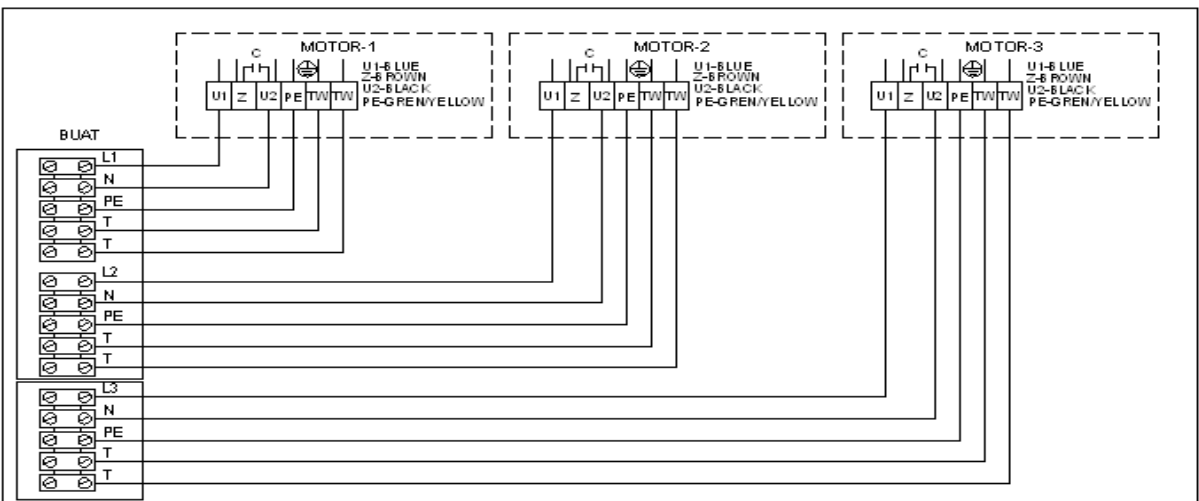 MOTOR-1
C
U1-BLUE
Z-BROWN
U2-BLACK
PE-GREN/YELLOW
U1 Z U2 PE TW TW
MOTOR-2
C
U1-BLUE
Z-BROWN
U2-BLACK
PE-GREN/YELLOW
U1 Z U2 PE TW TW
MOTOR-3
C
U1-BLUE
Z-BROWN
U2-BLACK
PE-GREN/YELLOW
U1 Z U2 PE TW TW
BUAT
L1
N
PE
T
T
L2
N
PE
T
T
L3
N
PE
T
T